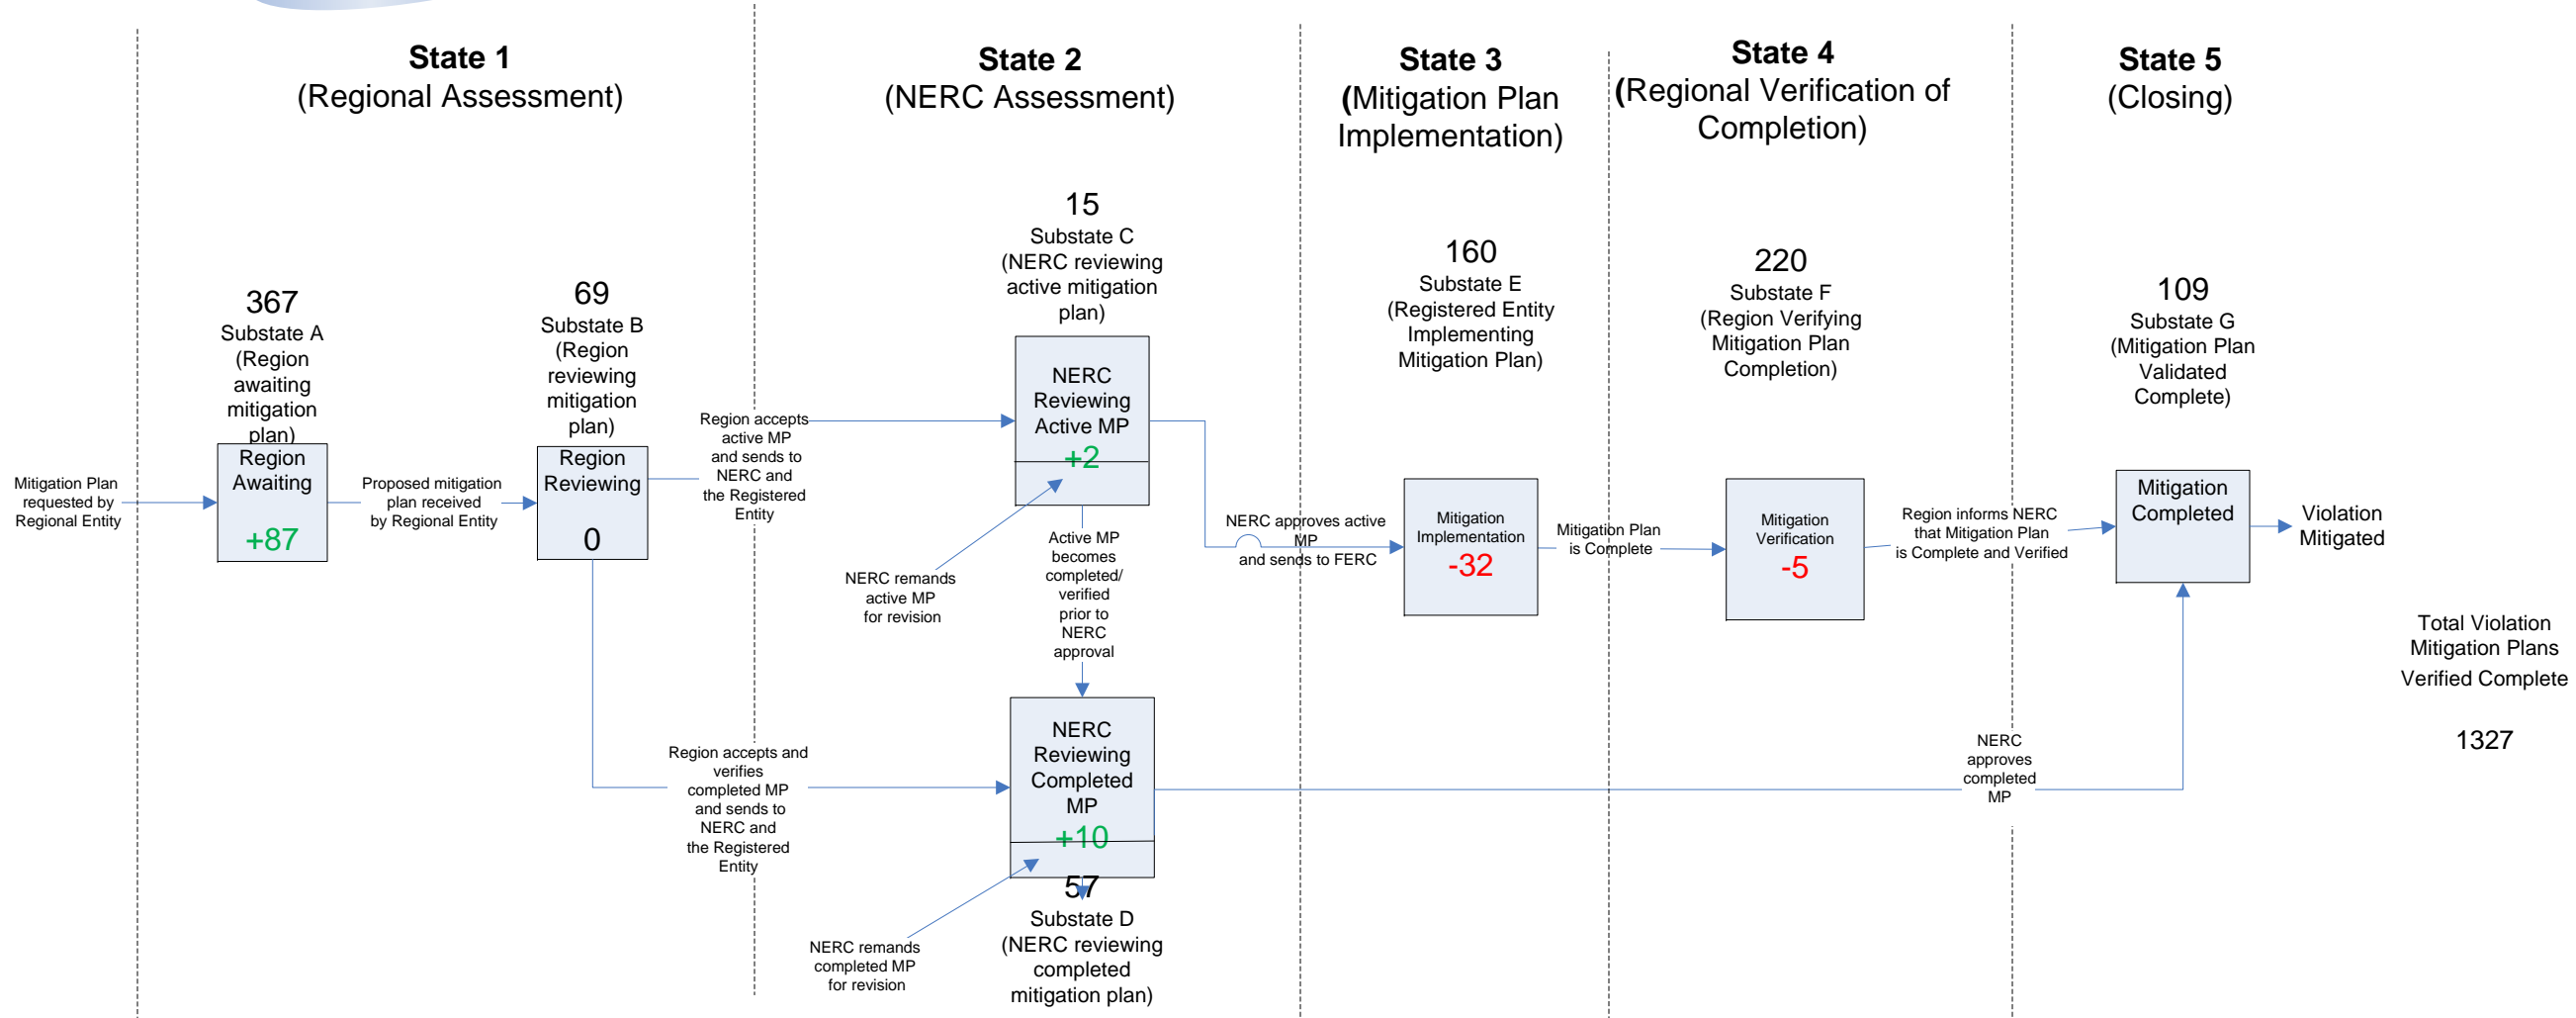 State 1
(Regional Assessment)
State 2
(NERC Assessment)
State 3
(Mitigation Plan
Implementation)
State 4
(Regional Verification of
Completion)
State 5
(Closing)
367
Substate A
(Region
awaiting
mitigation
plan)
69
Substate B
(Region
reviewing
mitigation
plan)
15
Substate C
(NERC reviewing
active mitigation
plan)
160
Substate E
(Registered Entity
Implementing
Mitigation Plan)
220
Substate F
(Region Verifying
Mitigation Plan
Completion)
109
Substate G
(Mitigation Plan
Validated
Complete)
Mitigation Plan
requested by
Regional Entity
Region
Awaiting
+87
Proposed mitigation
plan received
by Regional Entity
Region
Reviewing
0
Region accepts
active MP
and sends to
NERC and
the Registered
Entity
NERC
Reviewing
Active MP
+2
NERC remands
active MP
for revision
Active MP
becomes
completed/
verified
prior to
NERC
approval
NERC approves active
MP
and sends to FERC
Mitigation
Implementation
-32
Mitigation Plan
is Complete
Mitigation
Verification
-5
Region informs NERC
that Mitigation Plan
is Complete and Verified
Mitigation
Completed
Violation
Mitigated
Region accepts and
verifies
completed MP
and sends to
NERC and
the Registered
Entity
NERC
Reviewing
Completed
MP
+10
57
Substate D
(NERC reviewing
completed
mitigation plan)
NERC remands
completed MP
for revision
NERC
approves
completed
MP
Total Violation
Mitigation Plans
Verified Complete
1327